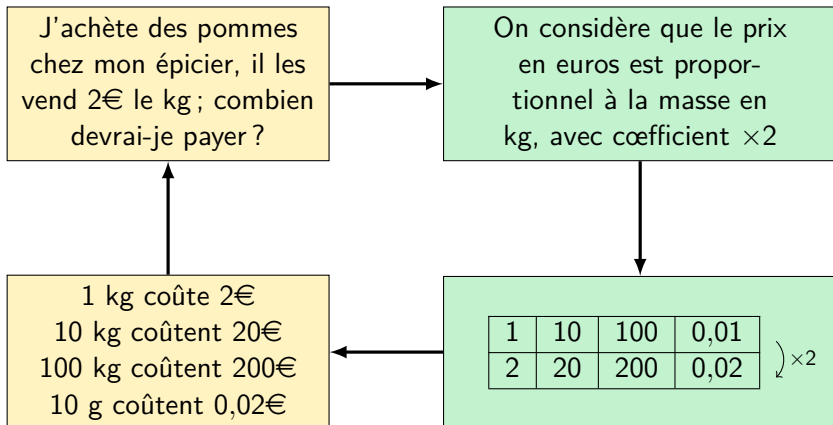 J'achète des pommes
chez mon épicier, il les
vend 2€ le kg ; combien
devrai-je payer ?
On considère que le prix
en euros est propor-
tionnel à la masse en
kg, avec cœfficient ×2
1 10 100 0,01
2 20 200 0,02
×2
1 kg coûte 2€
10 kg coûtent 20€
100 kg coûtent 200€
10 g coûtent 0,02€